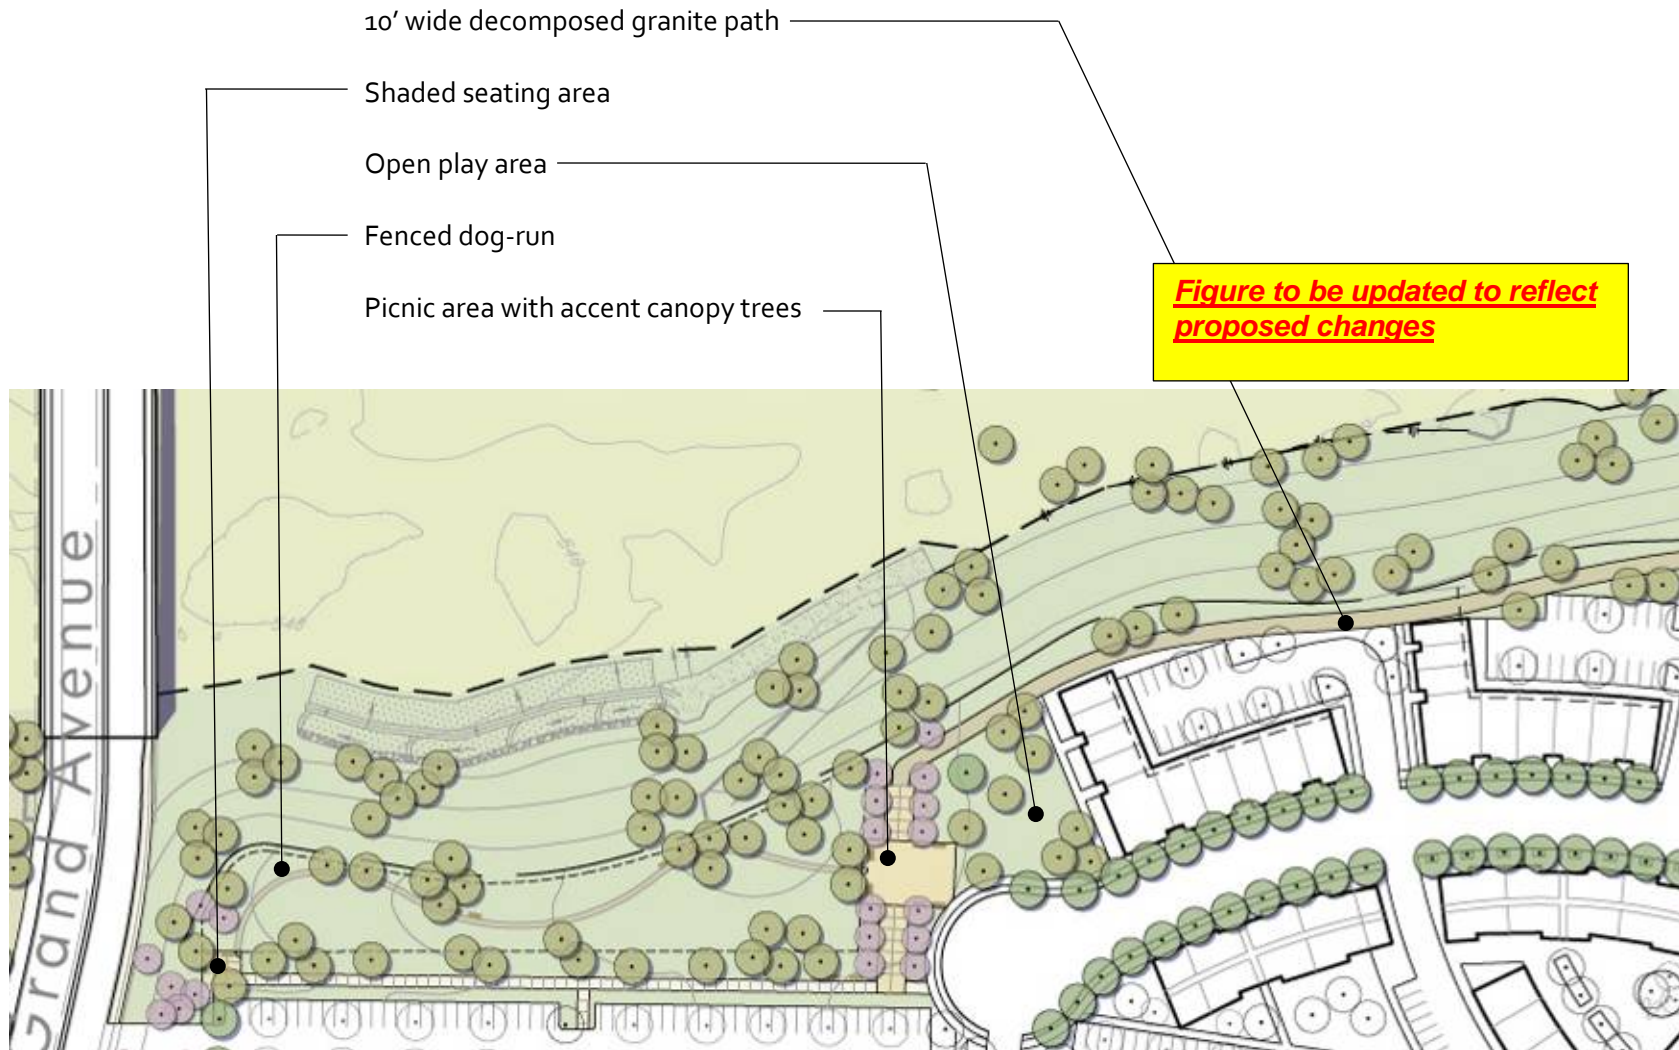 10' wide decomposed granite path
Shaded seating area
Open play area
Fenced dog-run
Picnic area with accent canopy trees
Figure to be updated to reflect
proposed changes
Grand Avenue